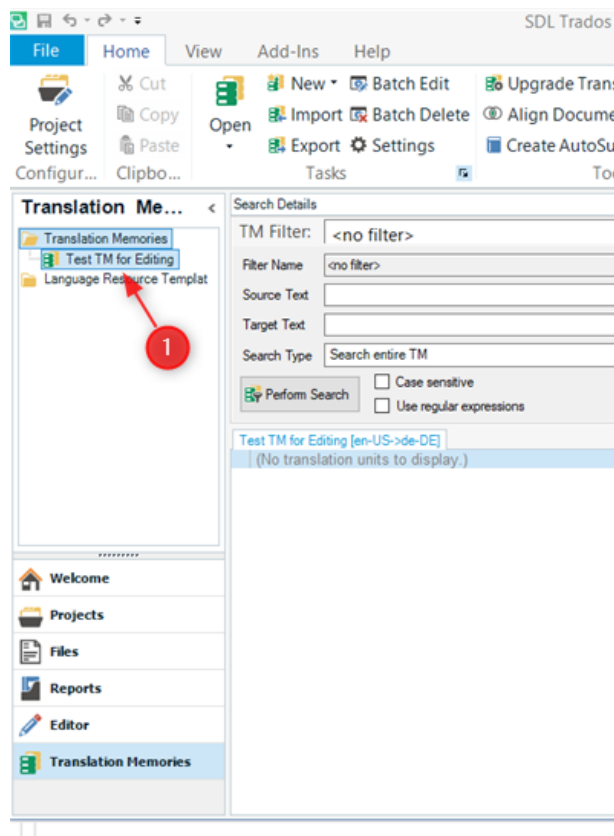 SDL Trados
File Home View Add-Ins Help
Cut New Batch Edit Upgrade Trans
Copy Import Batch Delete Align Docume
Project Settings Open
Paste Export Settings Create AutoSu
Configur... Clipbo... Tasks Too
Translation Me... <
Translation Memories
Test TM for Editing
Language Resource Templat
1
Search Details
TM Filter: <no filter>
Filter Name <no filter>
Source Text
Target Text
Search Type Search entire TM
Perform Search Case sensitive
Use regular expressions
Test TM for Editing [en-US->de-DE]
(No translation units to display.)
Welcome
Projects
Files
Reports
Editor
Translation Memories